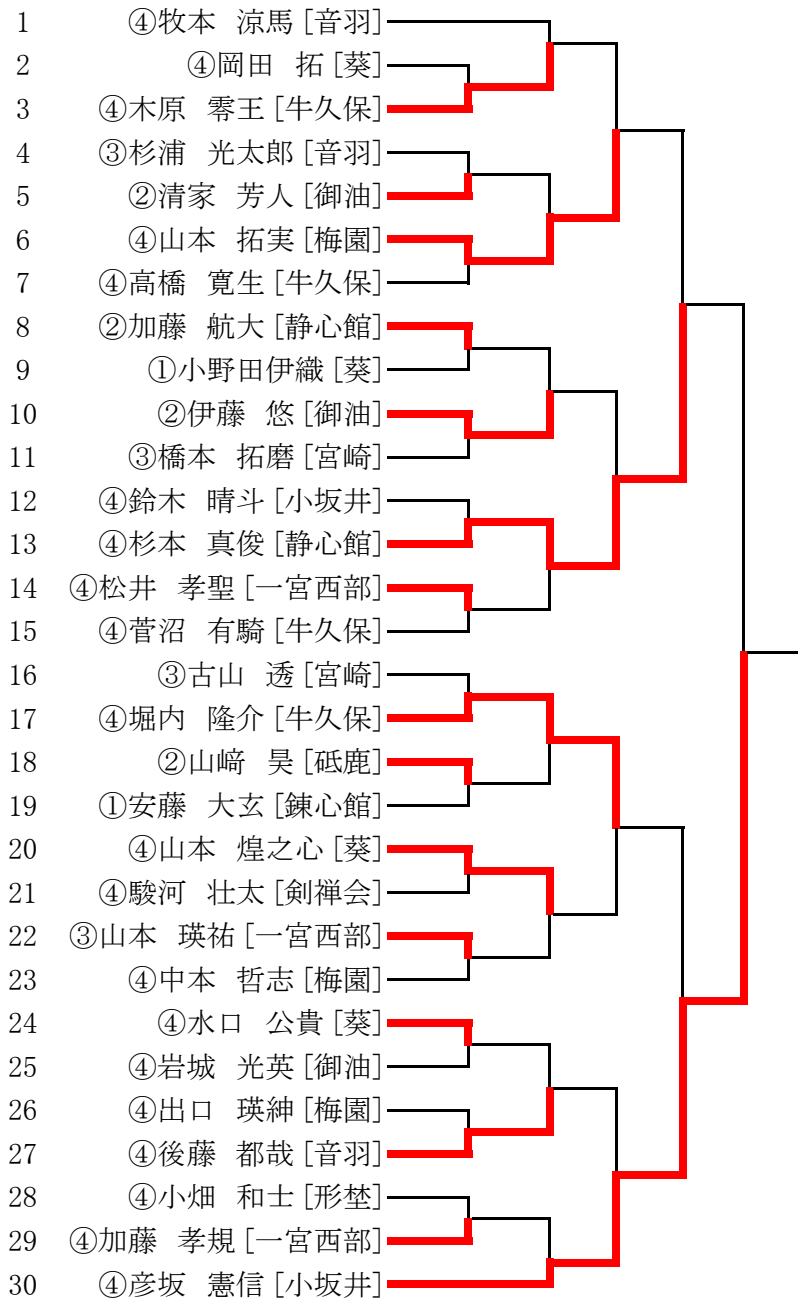 1 ④牧本 涼馬［音羽］
2 ④岡田 拓［葵］
3 ④木原 零王［牛久保］
4 ③杉浦 光太郎［音羽］
5 ②清家 芳人［御油］
6 ④山本 拓実［梅園］
7 ④高橋 寛生［牛久保］
8 ②加藤 航大［静心館］
9 ①小野田伊織［葵］
10 ②伊藤 悠［御油］
11 ③橋本 拓磨［宮崎］
12 ④鈴木 晴斗［小坂井］
13 ④杉本 真俊［静心館］
14 ④松井 孝聖［一宮西部］
15 ④菅沼 有騎［牛久保］
16 ③古山 透［宮崎］
17 ④堀内 隆介［牛久保］
18 ②山﨑 昊［砥鹿］
19 ①安藤 大玄［錬心館］
20 ④山本 煌之心［葵］
21 ④駿河 壮太［剣禅会］
22 ③山本 瑛祐［一宮西部］
23 ④中本 哲志［梅園］
24 ④水口 公貴［葵］
25 ④岩城 光英［御油］
26 ④出口 瑛紳［梅園］
27 ④後藤 都哉［音羽］
28 ④小畑 和士［形埜］
29 ④加藤 孝規［一宮西部］
30 ④彦坂 憲信［小坂井］